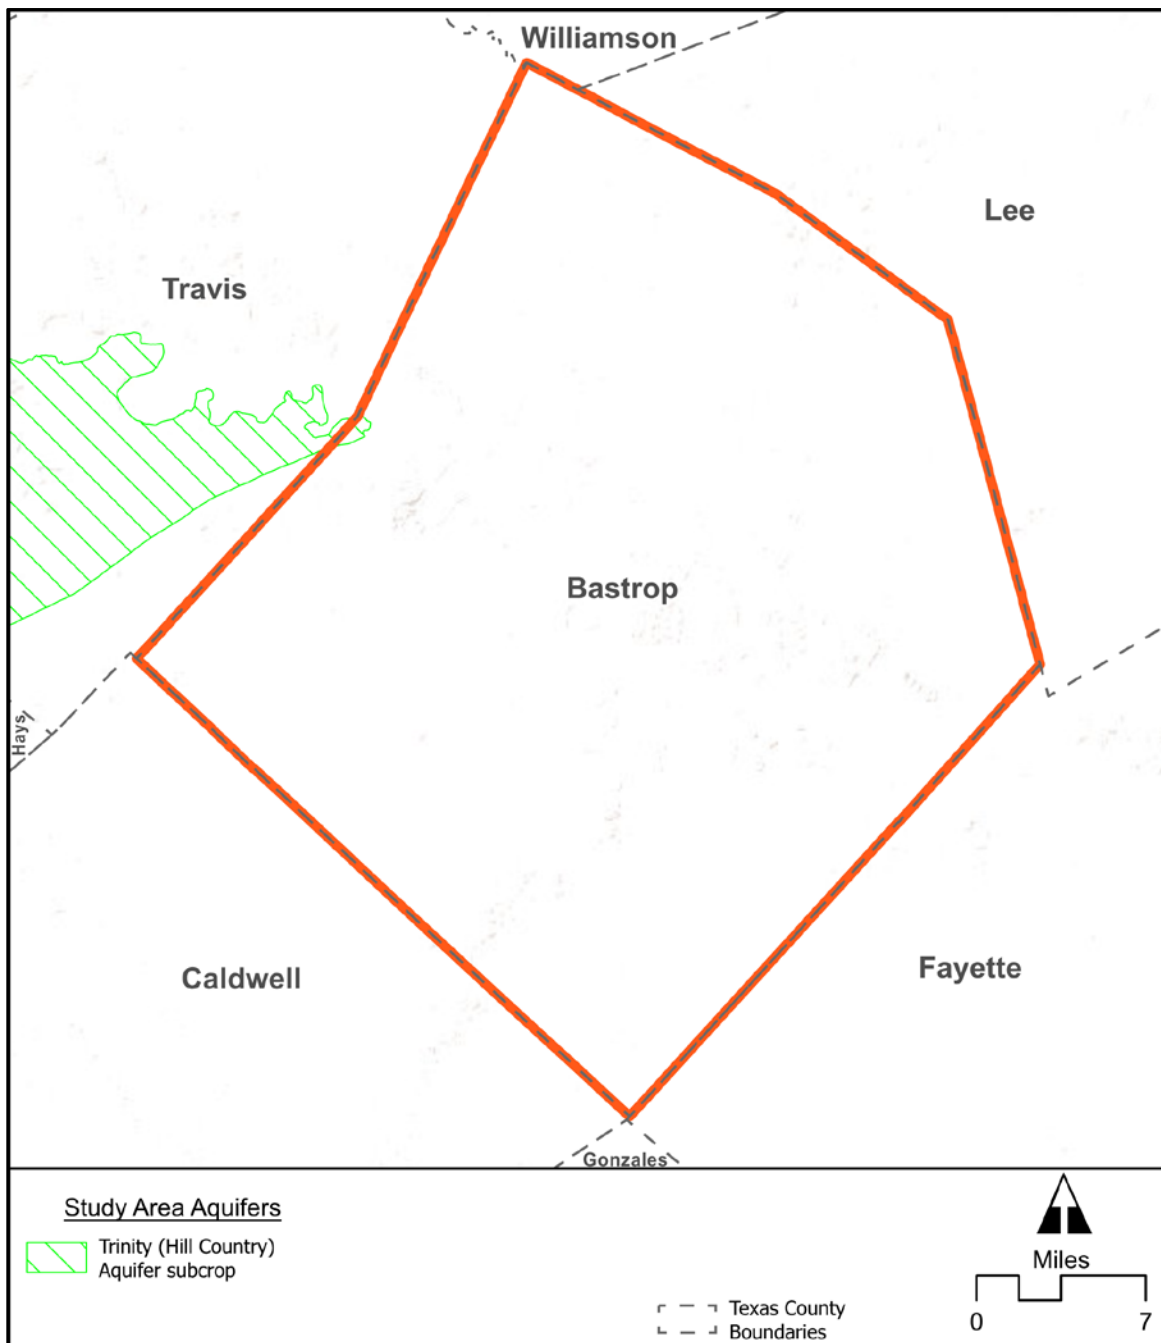 Williamson
Lee
Travis
Bastrop
Hays
Caldwell
Fayette
Gonzales
Study Area Aquifers
Trinity (Hill Country)
Aquifer subcrop
Miles
0 7
Texas County
Boundaries